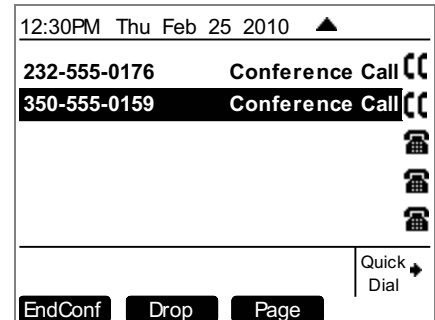 12:30PM Thu Feb 25 2010
232-555-0176 Conference Call
350-555-0159 Conference Call
Quick
Dial
EndConf Drop Page